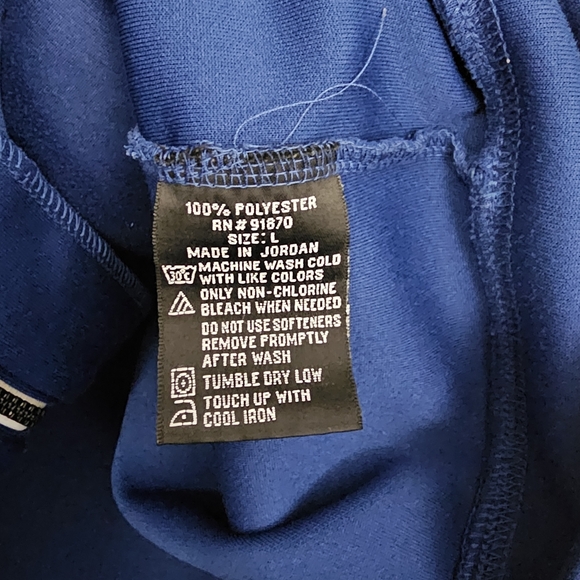 100% POLYESTER
RN # 91870
SIZE: L
MADE IN JORDAN
30C MACHINE WASH COLD
WITH LIKE COLORS
ONLY NON-CHLORINE
BLEACH WHEN NEEDED
DO NOT USE SOFTENERS
REMOVE PROMPTLY
AFTER WASH
TUMBLE DRY LOW
TOUCH UP WITH
COOL IRON